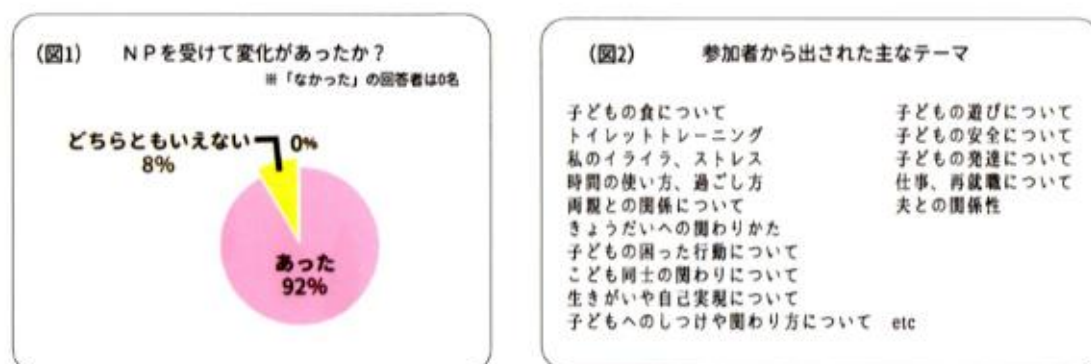 (図1) NPを受けて変化があったか?
※「なかった」の回答者は0名
どちらともいえない
8%
0%
あった
92%
(図2) 参加者から出された主なテーマ
子どもの食について
トイレットトレーニング
私のイライラ、ストレス
時間の使い方、過ごし方
両親との関係について
きょうだいへの関わりかた
子どもの困った行動について
こども同士の関わりについて
生きがいや自己実現について
子どもへのしつけや関わり方について etc
子どもの遊びについて
子どもの安全について
子どもの発達について
仕事、再就職について
夫との関係性